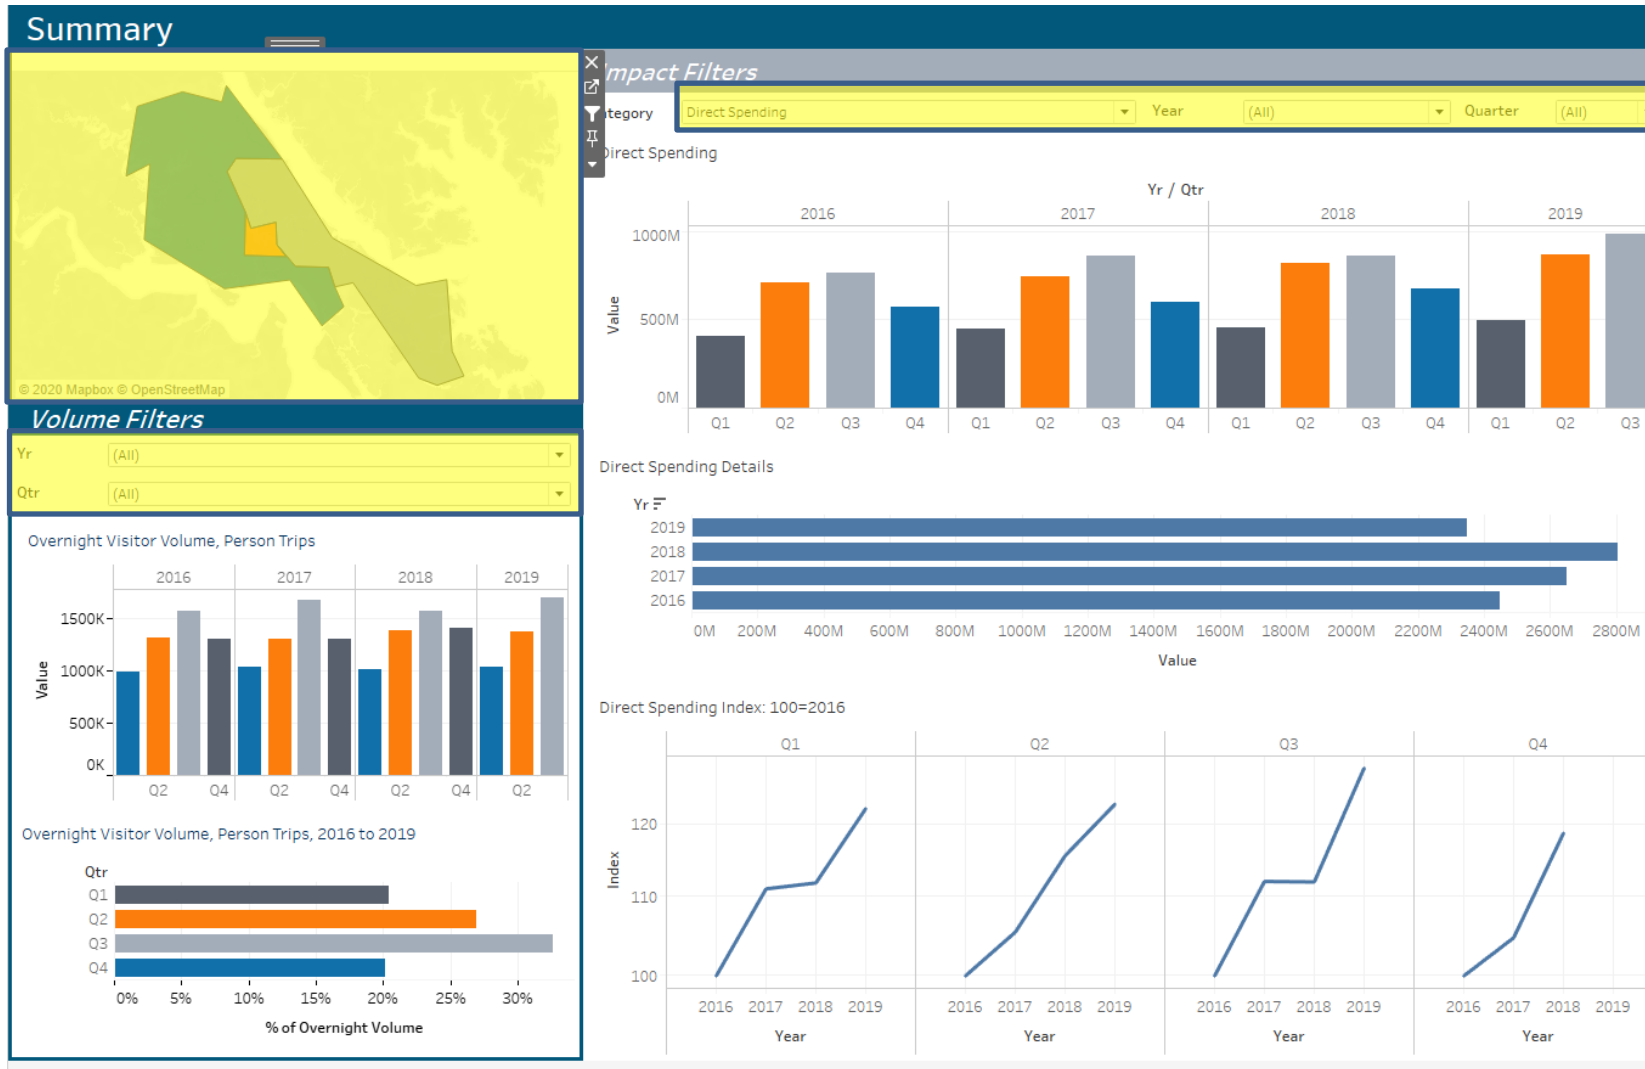 Summary
© 2020 Mapbox © OpenStreetMap
Volume Filters
Yr (All)
Qtr (All)
Overnight Visitor Volume, Person Trips
2016 2017 2018 2019
1500K
1000K
500K
0K
Value
Q2 Q4 Q2 Q4 Q2 Q4 Q2
Overnight Visitor Volume, Person Trips, 2016 to 2019
Qtr
Q1
Q2
Q3
Q4
0% 5% 10% 15% 20% 25% 30%
% of Overnight Volume
Impact Filters
ategory Direct Spending Year (All) Quarter (All)
Direct Spending
Yr / Qtr
2016 2017 2018 2019
1000M
500M
0M
Value
Q1 Q2 Q3 Q4 Q1 Q2 Q3 Q4 Q1 Q2 Q3 Q4 Q1 Q2 Q3
Direct Spending Details
Yr
2019
2018
2017
2016
0M 200M 400M 600M 800M 1000M 1200M 1400M 1600M 1800M 2000M 2200M 2400M 2600M 2800M
Value
Direct Spending Index: 100=2016
Q1 Q2 Q3 Q4
120
110
100
Index
2016 2017 2018 2019 2016 2017 2018 2019 2016 2017 2018 2019 2016 2017 2018 2019
Year Year Year Year